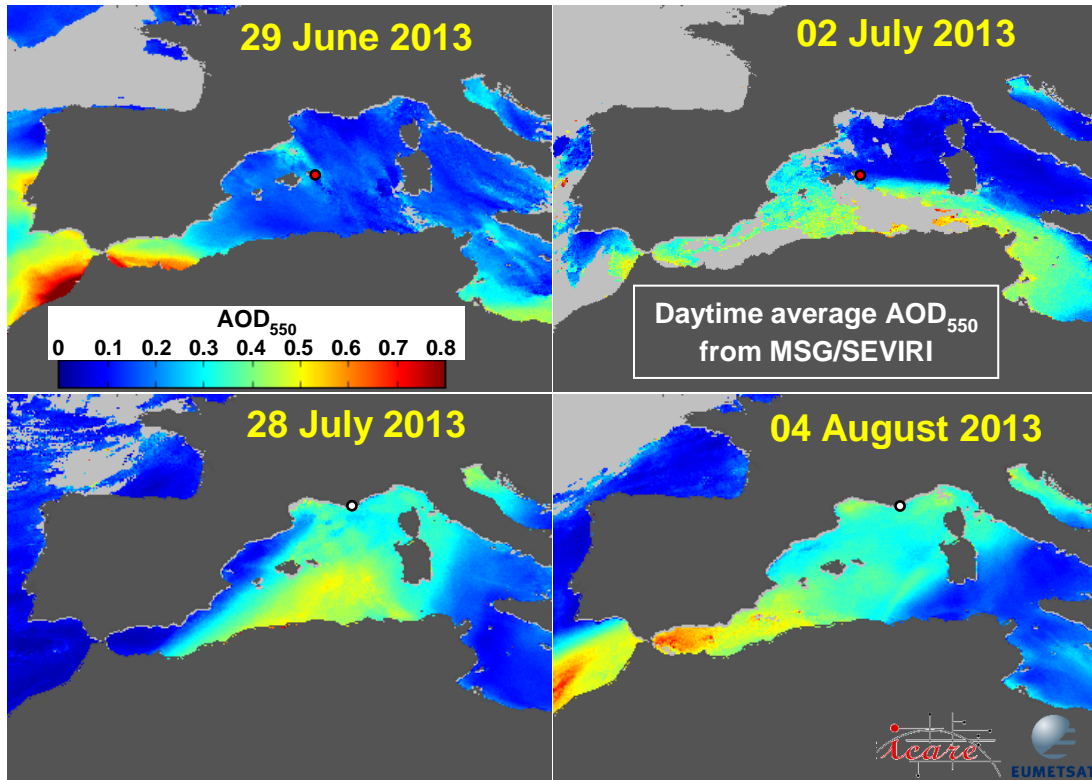 29 June 2013
02 July 2013
AOD550
0 0.1 0.2 0.3 0.4 0.5 0.6 0.7 0.8
Daytime average AOD550
from MSG/SEVIRI
28 July 2013
04 August 2013
icare
EUMETSAT